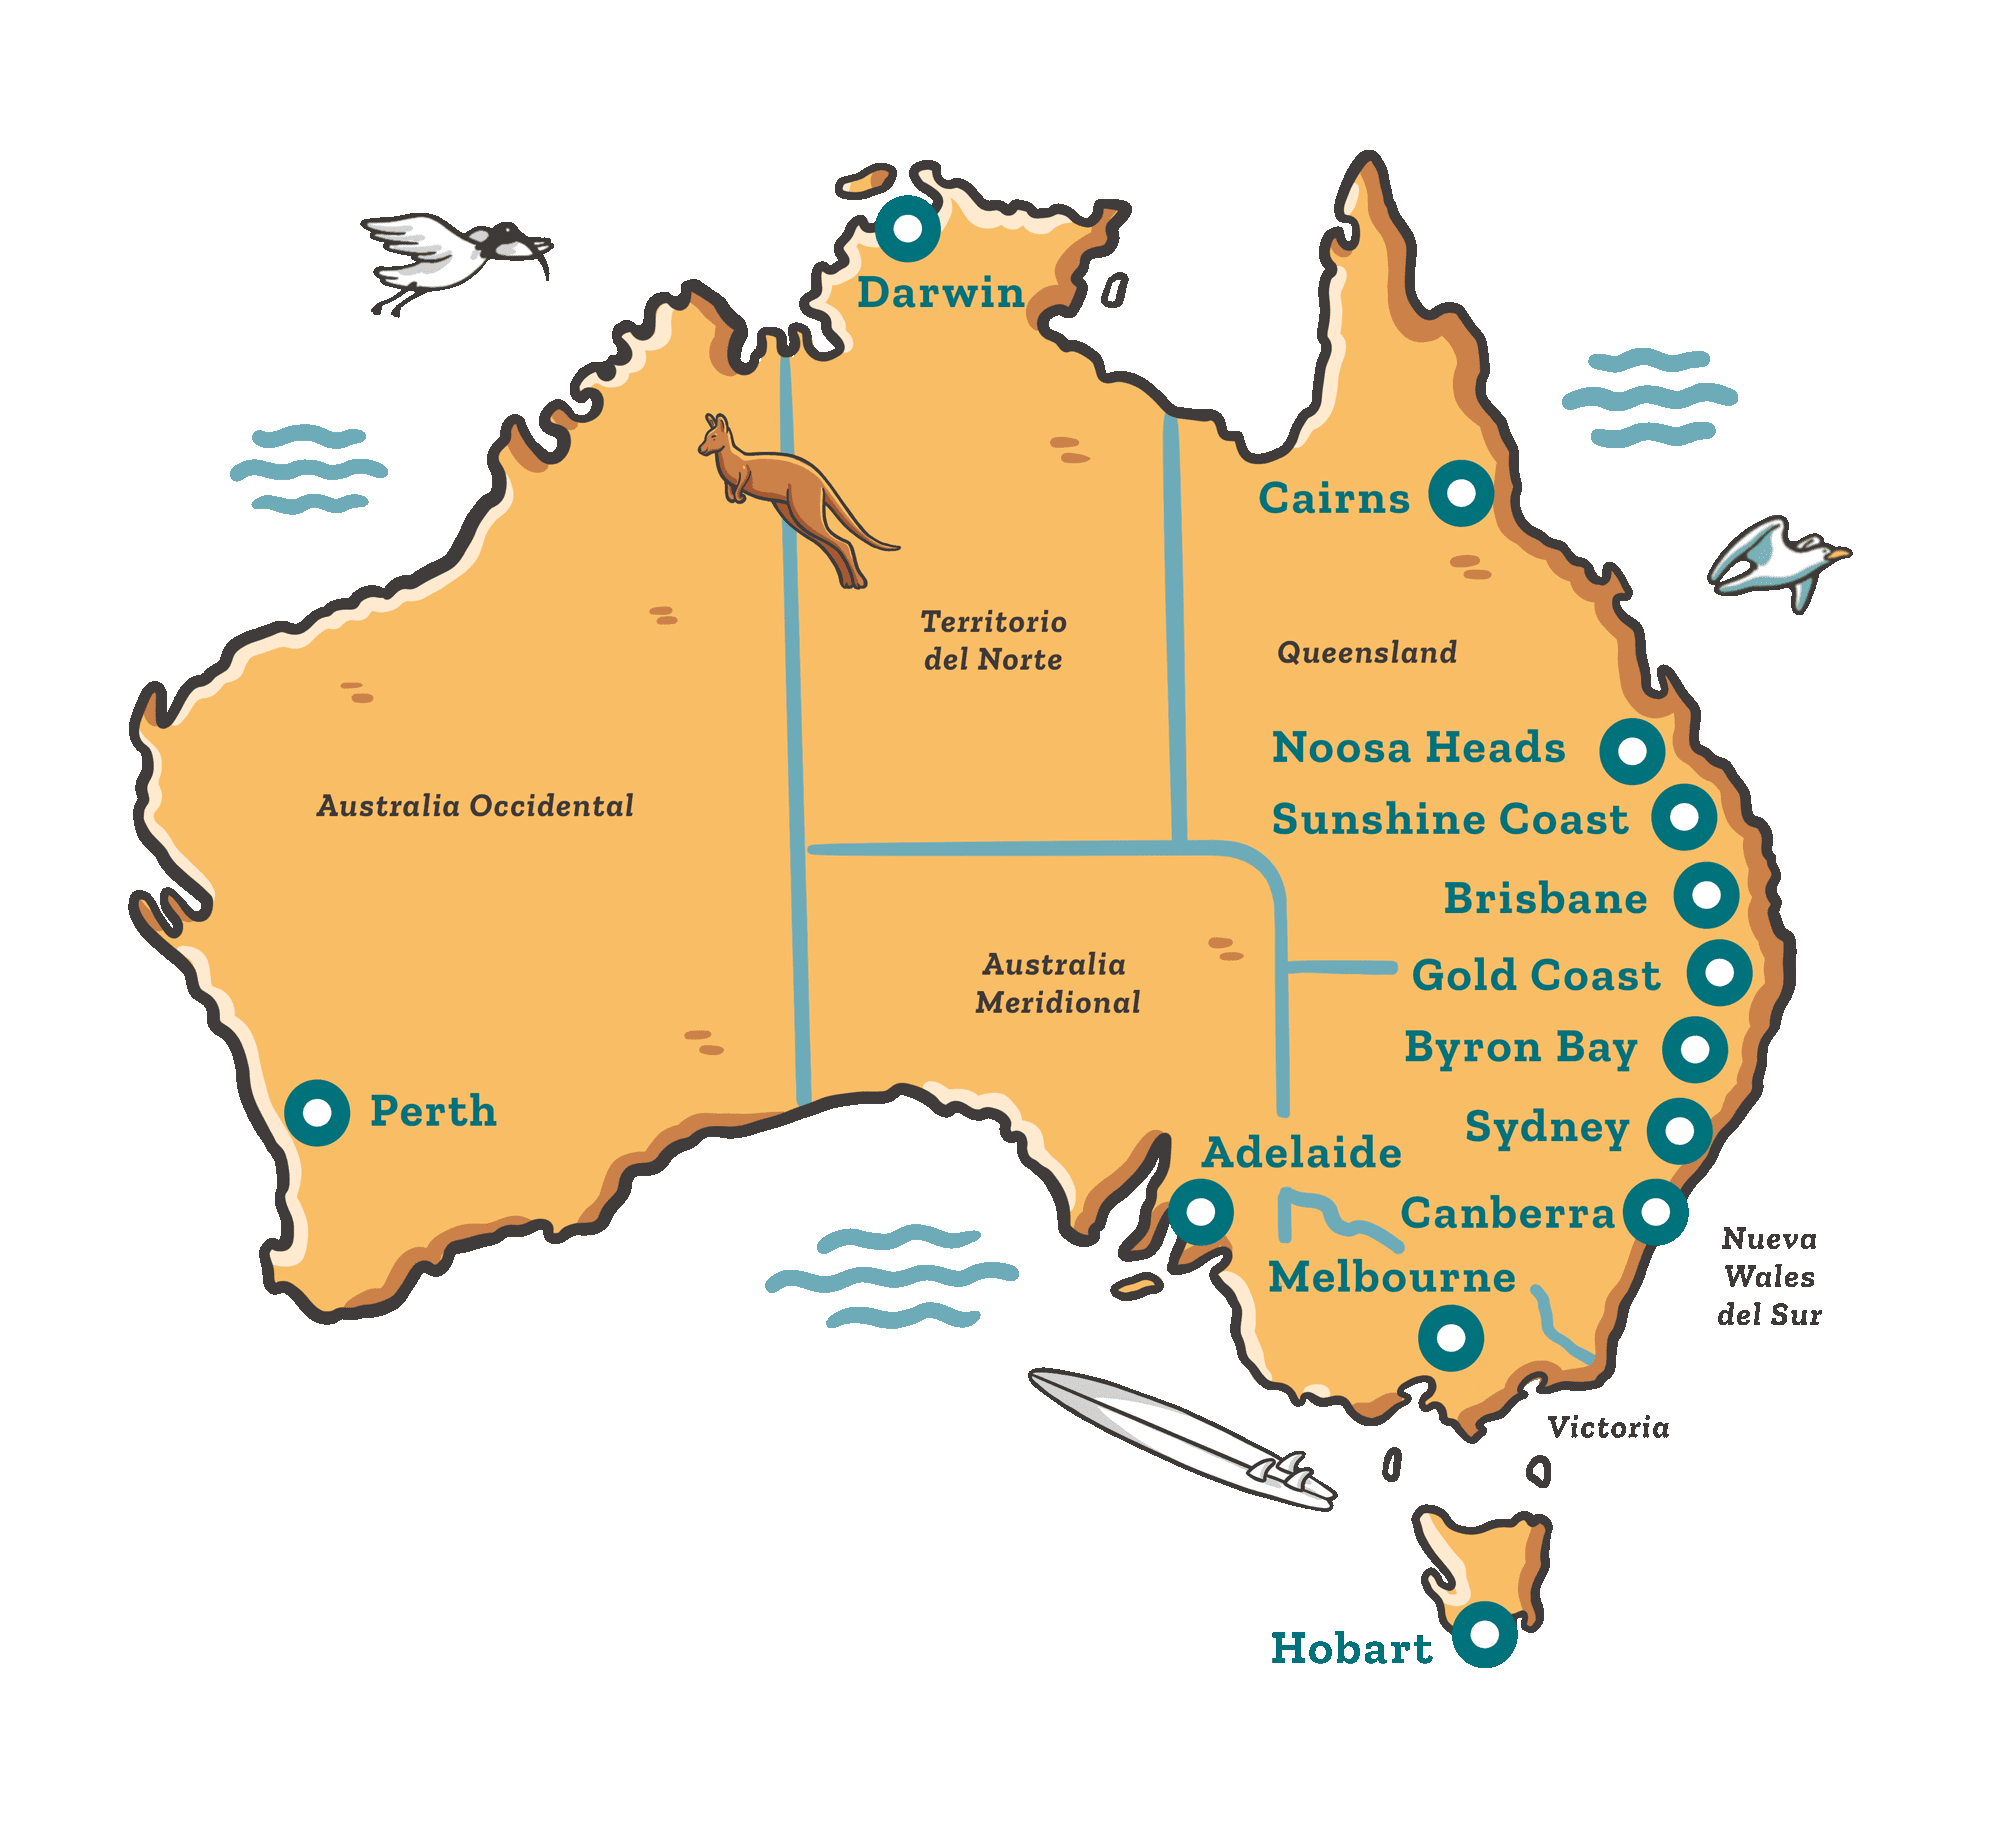 Darwin
Cairns
Territorio
del Norte
Queensland
Noosa Heads
Australia Occidental
Sunshine Coast
Brisbane
Australia
Meridional
Gold Coast
Byron Bay
Perth
Sydney
Adelaide
Canberra
Nueva
Wales
del Sur
Melbourne
Victoria
Hobart